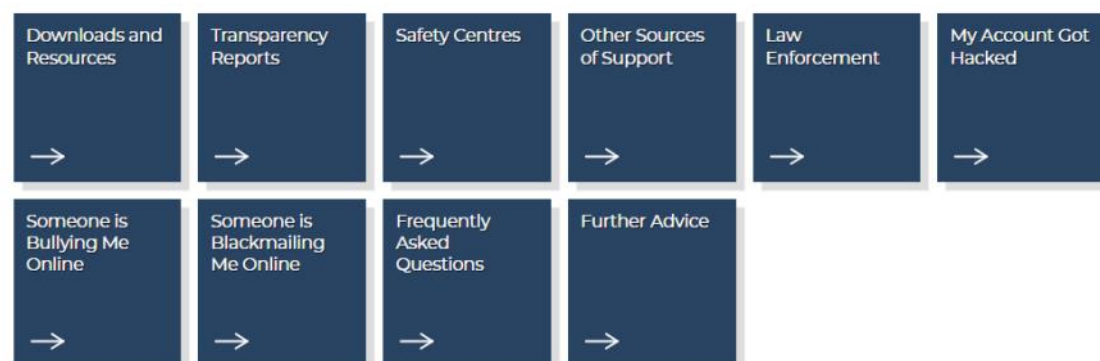 Downloads and
Resources
Transparency
Reports
Safety Centres
Other Sources
of Support
Law
Enforcement
My Account Got
Hacked
Someone is
Bullying Me
Online
Someone is
Blackmailing
Me Online
Frequently
Asked
Questions
Further Advice